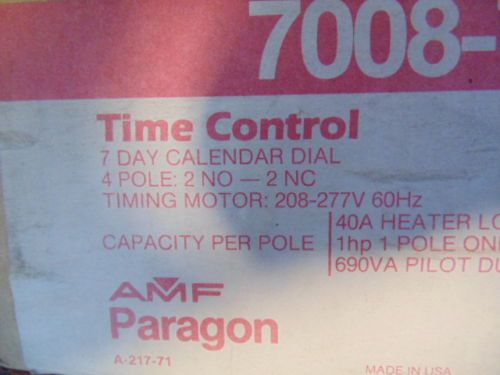 7008-
Time Control
7 DAY CALENDAR DIAL
4 POLE: 2 NO — 2 NC
TIMING MOTOR: 208-277V 60Hz
CAPACITY PER POLE
40A HEATER LO
1hp 1 POLE ON
690VA PILOT DU
AMF
Paragon
A-217-71
MADE IN USA